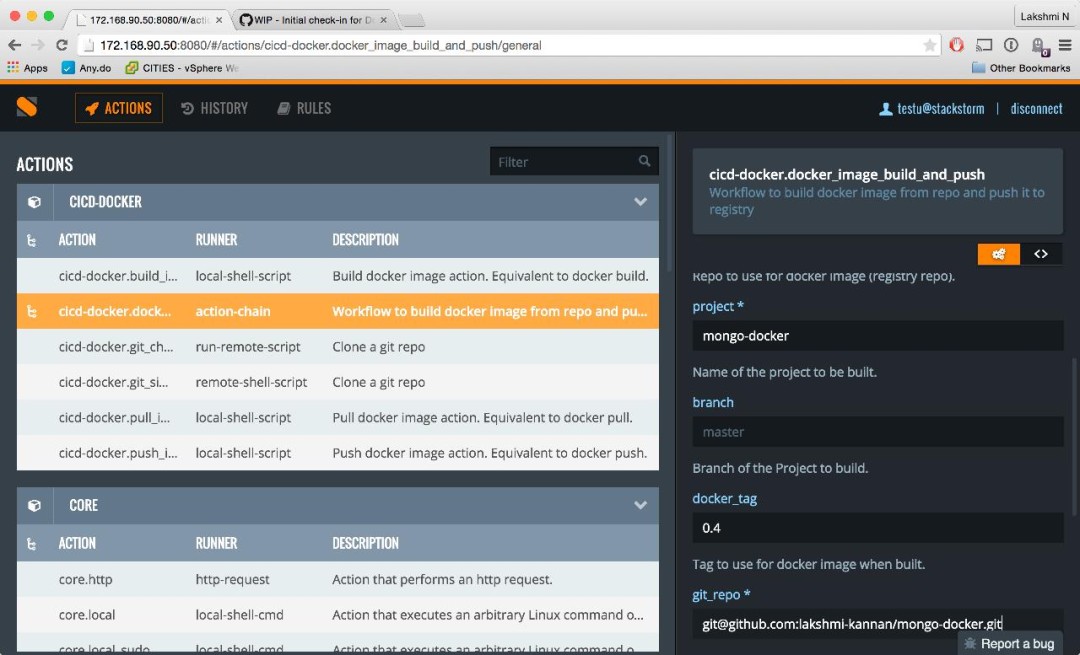 172.168.90.50:8080/#/actic
WIP - Initial check-in for D
Lakshmi N
172.168.90.50:8080/#/actions/cicd-docker.docker_image_build_and_push/general
Apps
Any.do
CITIES - vSphere We
Other Bookmarks
ACTIONS
HISTORY
RULES
testu@stackstorm | disconnect
ACTIONS
Filter
CICD-DOCKER
ACTION RUNNER DESCRIPTION
cicd-docker.build_i... local-shell-script Build docker image action. Equivalent to docker build.
cicd-docker.dock... action-chain Workflow to build docker image from repo and pu...
cicd-docker.git_ch... run-remote-script Clone a git repo
cicd-docker.git_si... remote-shell-script Clone a git repo
cicd-docker.pull_i... local-shell-script Pull docker image action. Equivalent to docker pull.
cicd-docker.push_i... local-shell-script Push docker image action. Equivalent to docker push.
CORE
ACTION RUNNER DESCRIPTION
core.http http-request Action that performs an http request.
core.local local-shell-cmd Action that executes an arbitrary Linux command o...
core.local_sudo local-shell-cmd Action that executes an arbitrary Linux command o...
cicd-docker.docker_image_build_and_push
Workflow to build docker image from repo and push it to
registry
Repo to use for docker image (registry repo).
project *
mongo-docker
Name of the project to be built.
branch
master
Branch of the Project to build.
docker_tag
0.4
Tag to use for docker image when built.
git_repo *
git@github.com:lakshmi-kannan/mongo-docker.git
Report a bug